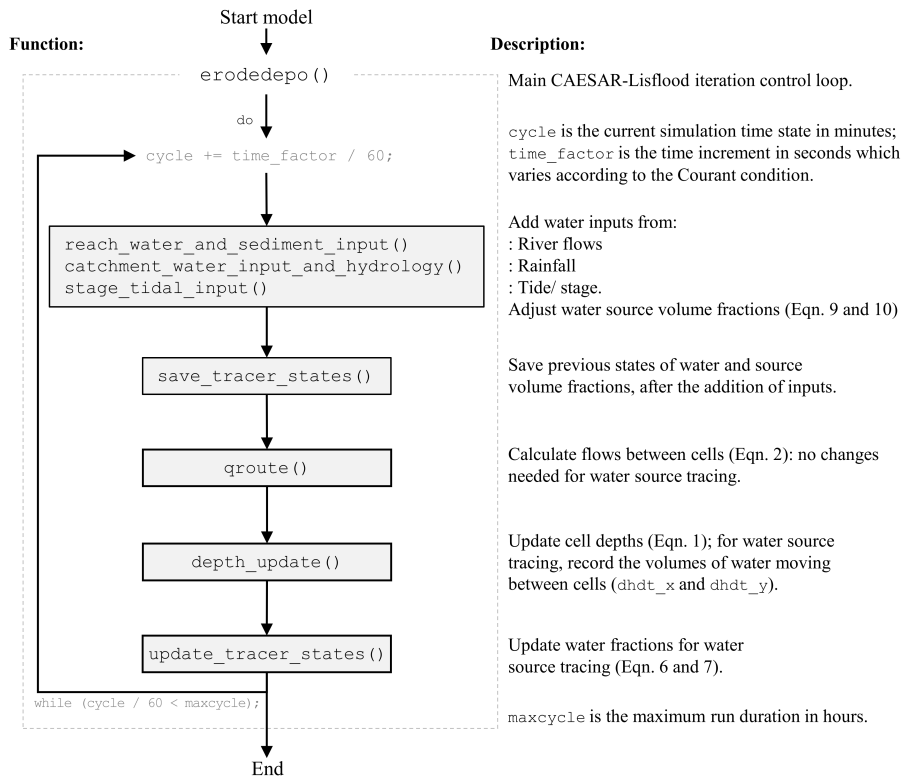 Start model
Function:
Description:
erodedepo()
Main CAESAR-Lisflood iteration control loop.
do
cycle += time_factor / 60;
cycle is the current simulation time state in minutes;
time_factor is the time increment in seconds which
varies according to the Courant condition.
reach_water_and_sediment_input()
catchment_water_input_and_hydrology()
stage_tidal_input()
Add water inputs from:
: River flows
: Rainfall
: Tide/ stage.
Adjust water source volume fractions (Eqn. 9 and 10)
save_tracer_states()
Save previous states of water and source
volume fractions, after the addition of inputs.
qroute()
Calculate flows between cells (Eqn. 2): no changes
needed for water source tracing.
depth_update()
Update cell depths (Eqn. 1); for water source
tracing, record the volumes of water moving
between cells (dhdt_x and dhdt_y).
update_tracer_states()
Update water fractions for water
source tracing (Eqn. 6 and 7).
while (cycle / 60 < maxcycle);
maxcycle is the maximum run duration in hours.
End